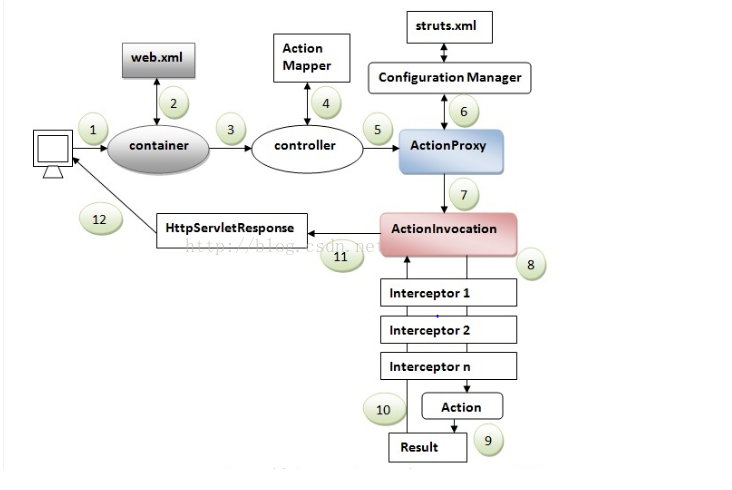 struts.xml
web.xml
Action
Mapper
Configuration Manager
1
2
3
4
5
6
container
controller
ActionProxy
7
12
HttpServletResponse
ActionInvocation
http://blog.csdn.net
11
8
Interceptor 1
Interceptor 2
Interceptor n
10
Action
9
Result